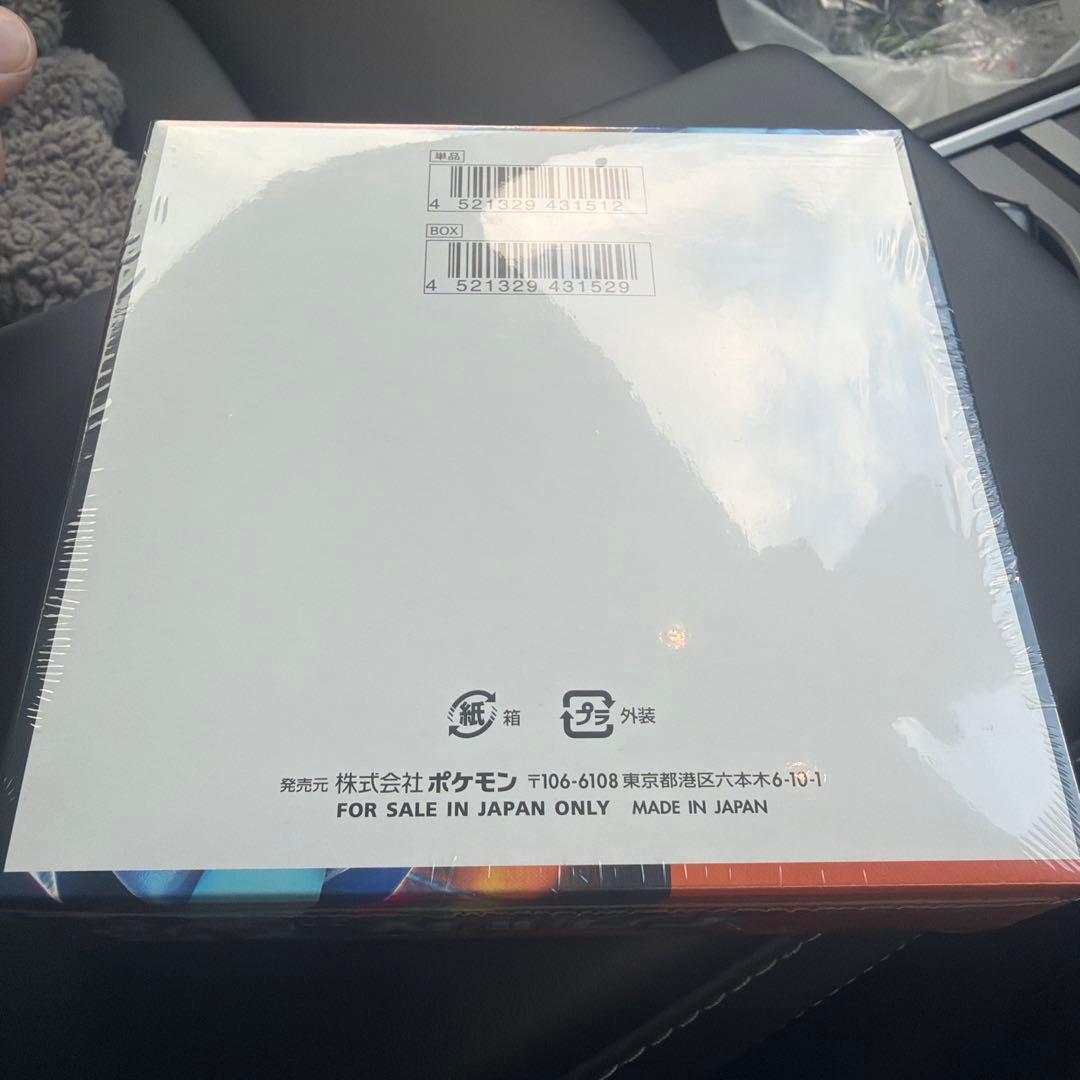 単品
4 521329 431512
BOX
4 521329 431529
紙 箱 プラ 外装
発売元 株式会社 ポケモン 〒106-6108 東京都港区六本木6-10-1
FOR SALE IN JAPAN ONLY MADE IN JAPAN